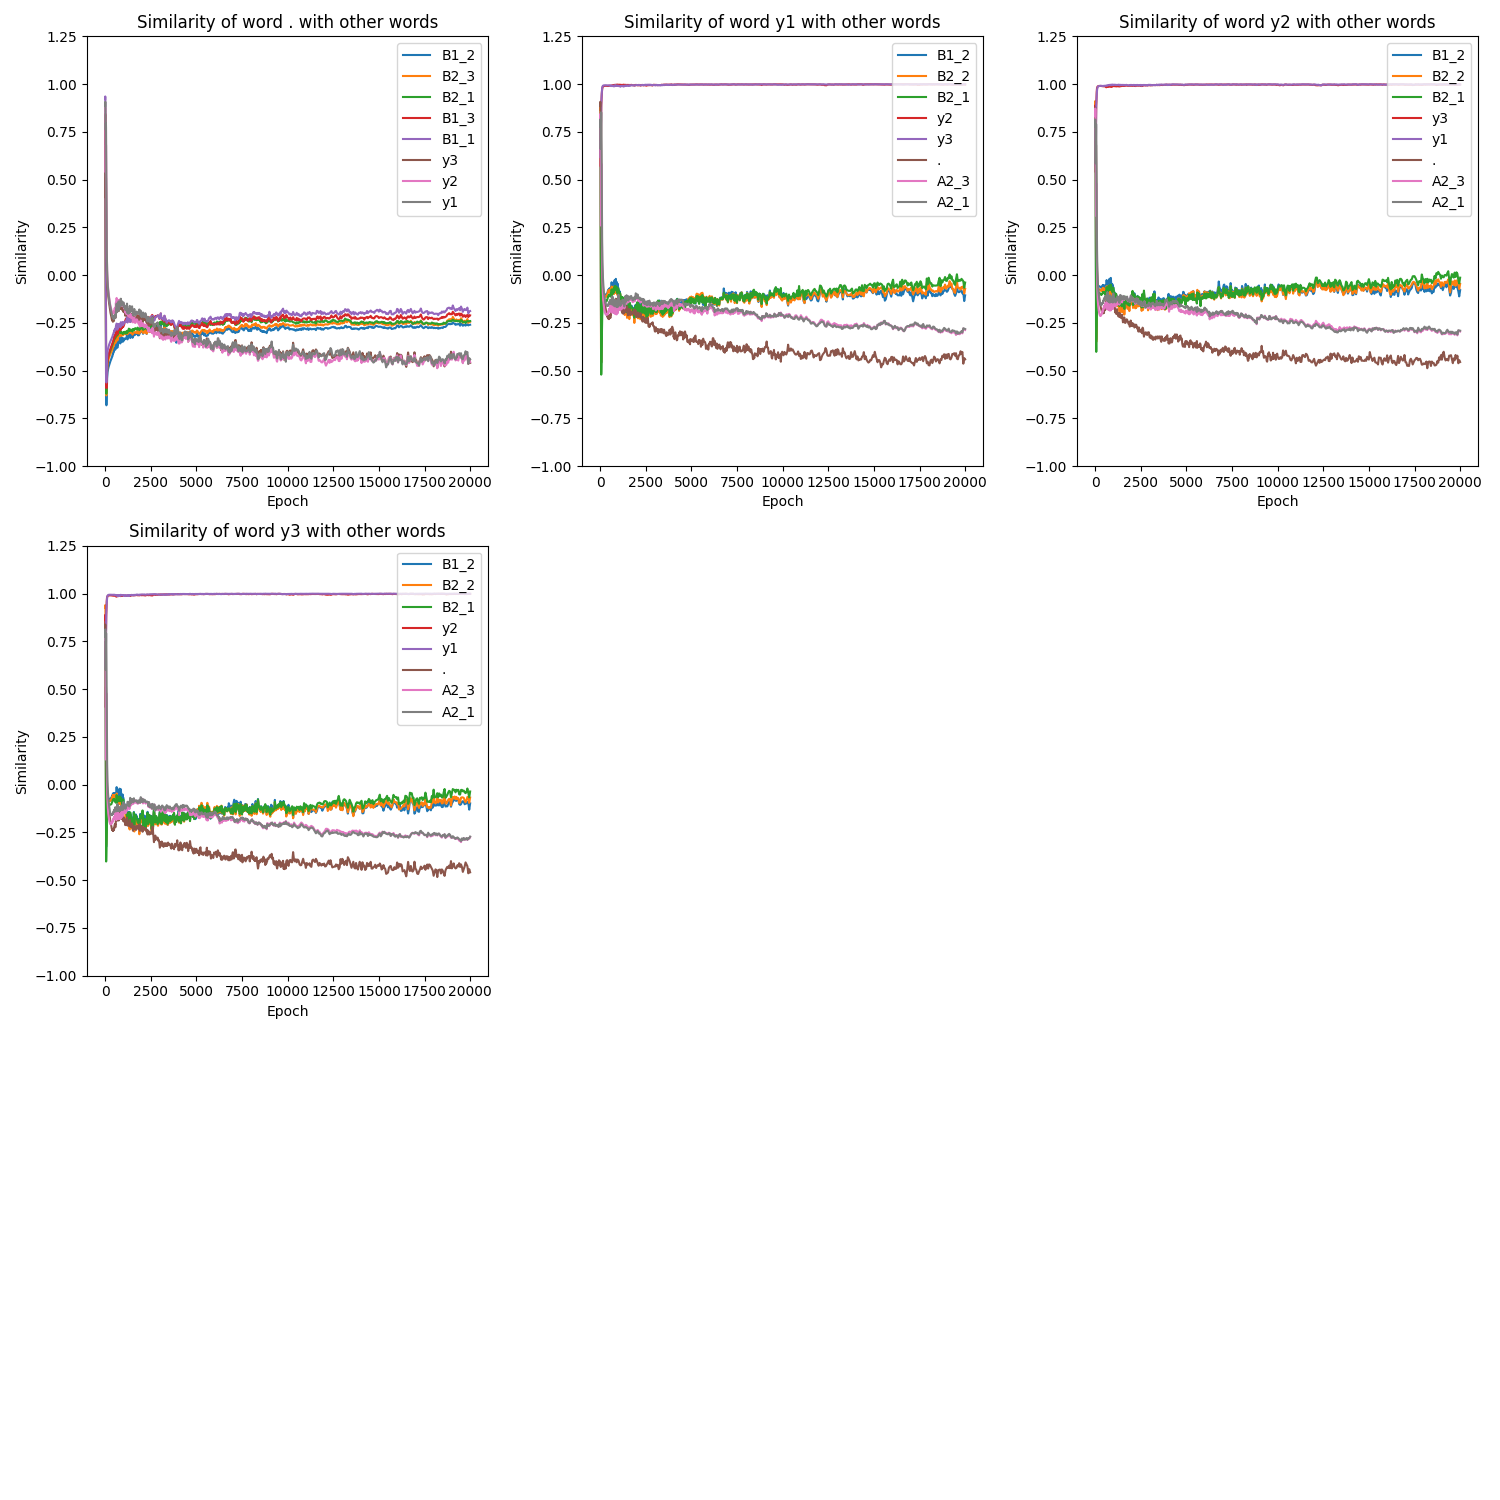 Similarity of word . with other words
Similarity
1.25
1.00
0.75
0.50
0.25
0.00
−0.25
−0.50
−0.75
−1.00
B1_2
B2_3
B2_1
B1_3
B1_1
y3
y2
y1
0 2500 5000 7500 10000 12500 15000 17500 20000
Epoch
Similarity of word y1 with other words
Similarity
1.25
1.00
0.75
0.50
0.25
0.00
−0.25
−0.50
−0.75
−1.00
B1_2
B2_2
B2_1
y2
y3
.
A2_3
A2_1
0 2500 5000 7500 10000 12500 15000 17500 20000
Epoch
Similarity of word y2 with other words
Similarity
1.25
1.00
0.75
0.50
0.25
0.00
−0.25
−0.50
−0.75
−1.00
B1_2
B2_2
B2_1
y3
y1
.
A2_3
A2_1
0 2500 5000 7500 10000 12500 15000 17500 20000
Epoch
Similarity of word y3 with other words
Similarity
1.25
1.00
0.75
0.50
0.25
0.00
−0.25
−0.50
−0.75
−1.00
B1_2
B2_2
B2_1
y2
y1
.
A2_3
A2_1
0 2500 5000 7500 10000 12500 15000 17500 20000
Epoch